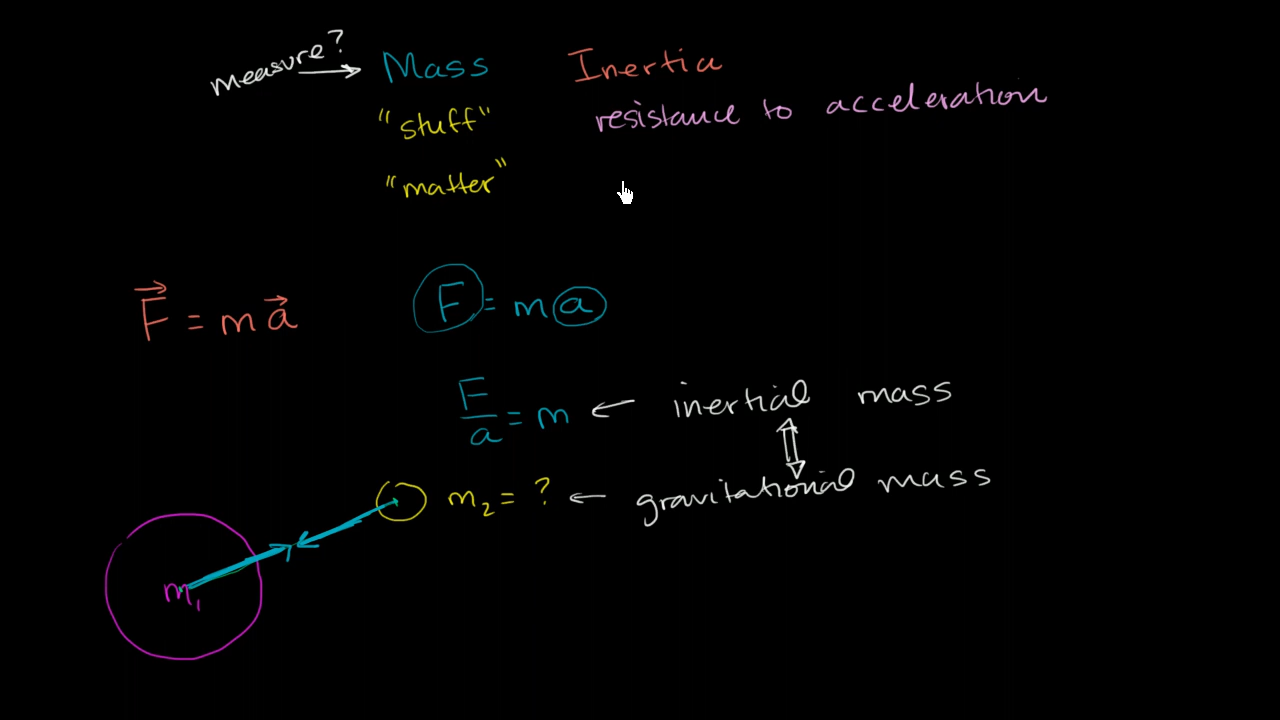 measure? → Mass Inertia
"stuff" resistance to acceleration
"matter"
F⃗ = ma⃗ F = ma
F/a = m ← inertial mass
m₂ = ? ← gravitational mass
m₁